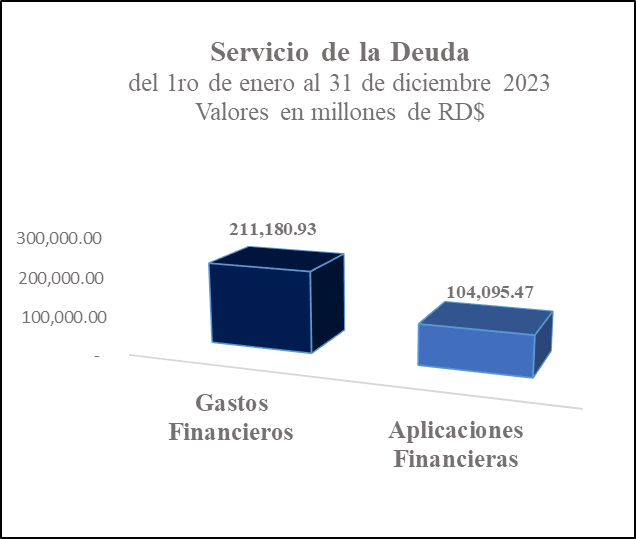 Servicio de la Deuda
del 1ro de enero al 31 de diciembre 2023
Valores en millones de RD$
300,000.00
200,000.00
100,000.00
-
211,180.93
104,095.47
Gastos
Financieros
Aplicaciones
Financieras